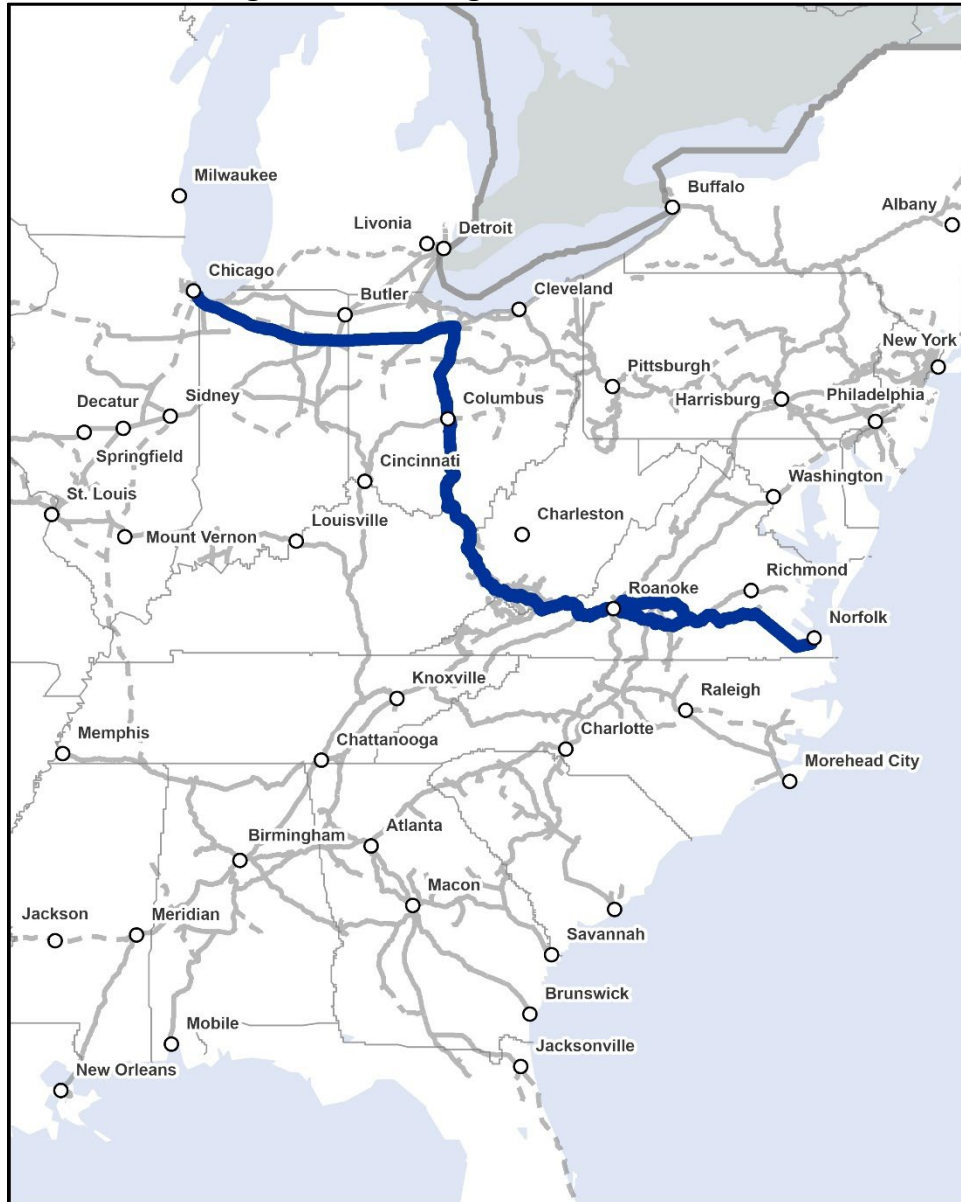 Milwaukee
Buffalo
Albany
Livonia
Detroit
Chicago
Butler
Cleveland
New York
Pittsburgh
Harrisburg
Philadelphia
Sidney
Decatur
Columbus
Springfield
Cincinnati
Washington
St. Louis
Charleston
Mount Vernon
Louisville
Richmond
Roanoke
Norfolk
Knoxville
Raleigh
Memphis
Charlotte
Chattanooga
Morehead City
Birmingham
Atlanta
Macon
Jackson
Meridian
Savannah
Brunswick
Mobile
Jacksonville
New Orleans